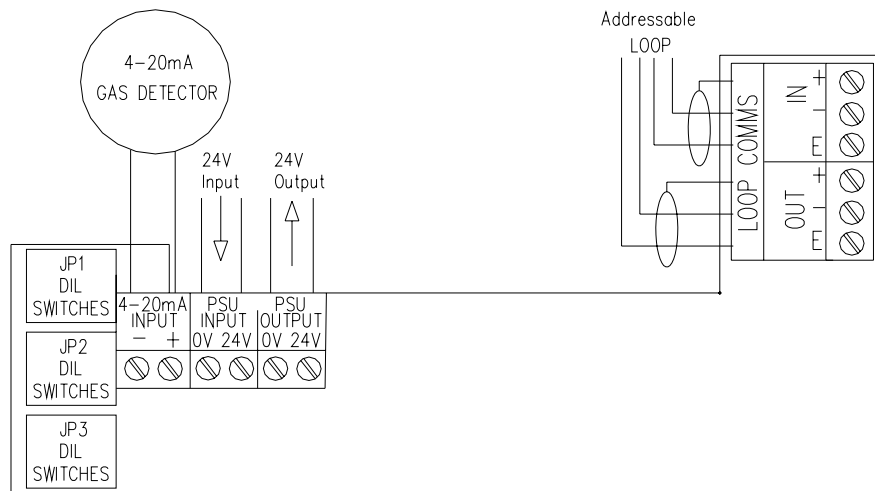 Addressable
LOOP
4-20mA
GAS DETECTOR
24V
Input
24V
Output
LOOP COMMS
IN
+
-
E
OUT
+
-
E
JP1
DIL
SWITCHES
4-20mA
INPUT
- +
PSU
INPUT
0V 24V
PSU
OUTPUT
0V 24V
JP2
DIL
SWITCHES
JP3
DIL
SWITCHES